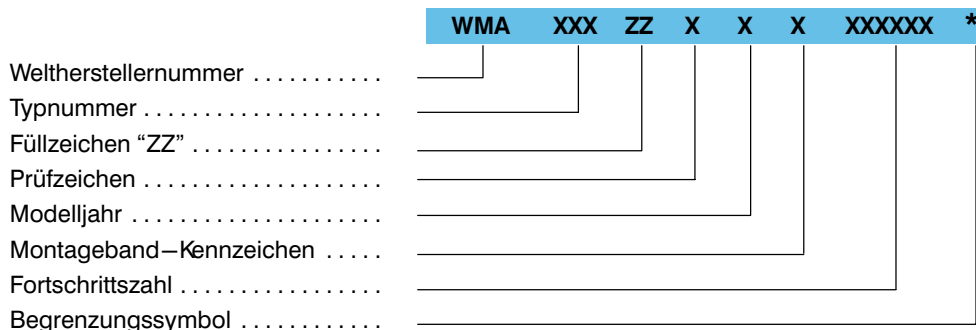 WMA XXX ZZ X X X XXXXXX *
Weltherstellernummer . . . . . . . . . . .
Typnummer . . . . . . . . . . . . . . . . . . . .
Füllzeichen “ZZ” . . . . . . . . . . . . . . . .
Prüfzeichen . . . . . . . . . . . . . . . . . . . .
Modelljahr . . . . . . . . . . . . . . . . . . . . .
Montageband–Kennzeichen . . . . .
Fortschrittszahl . . . . . . . . . . . . . . . . .
Begrenzungssymbol . . . . . . . . . . . .